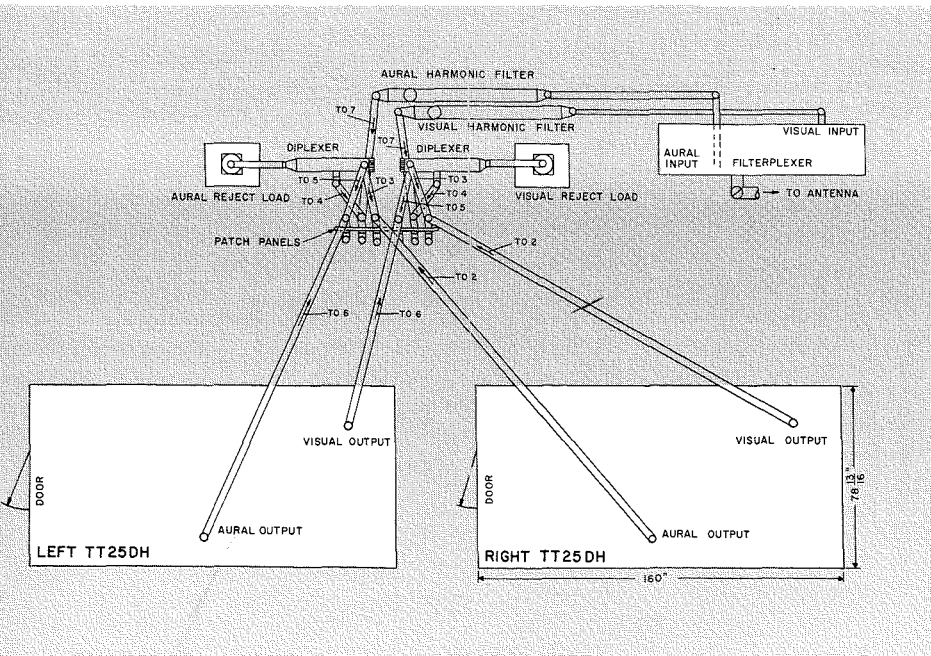 AURAL HARMONIC FILTER
TO 7
VISUAL HARMONIC FILTER
VISUAL INPUT
TO 7
DIPLEXER
DIPLEXER
AURAL INPUT
FILTERPLEXER
TO 5
TO 3
TO 3
TO 4
TO 4
TO 5
TO ANTENNA
AURAL REJECT LOAD
VISUAL REJECT LOAD
PATCH PANELS
TO 2
TO 2
TO 6
TO 6
VISUAL OUTPUT
VISUAL OUTPUT
DOOR
DOOR
78 13/16"
AURAL OUTPUT
AURAL OUTPUT
LEFT TT25DH
RIGHT TT25DH
160"